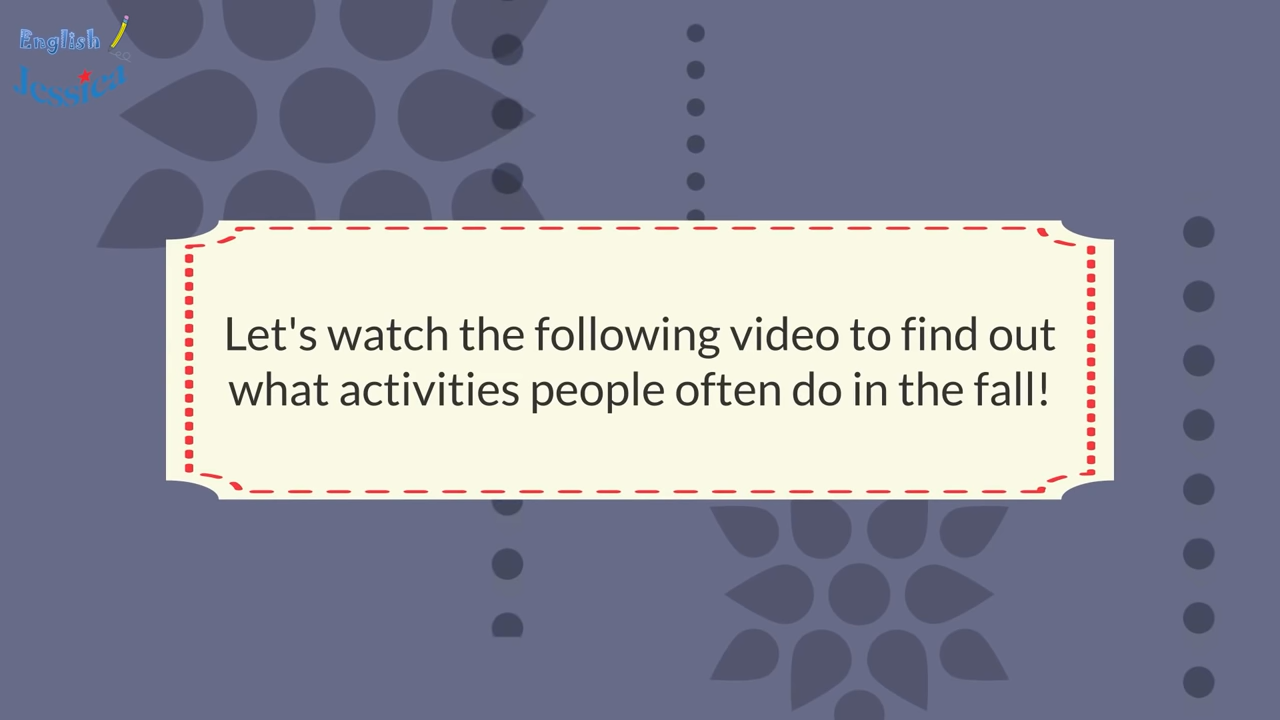 English
Jessica
Let's watch the following video to find out
what activities people often do in the fall!